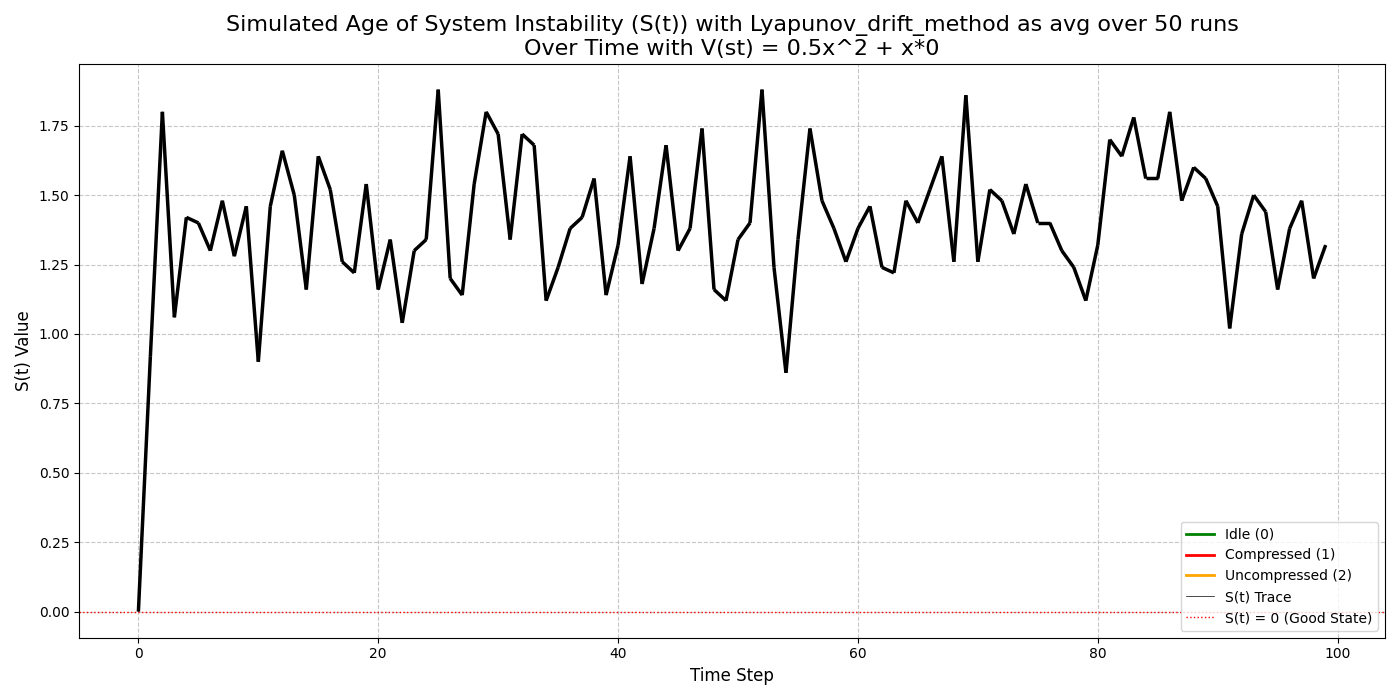 Simulated Age of System Instability (S(t)) with Lyapunov_drift_method as avg over 50 runs
Over Time with V(st) = 0.5x^2 + x*0
S(t) Value
1.75
1.50
1.25
1.00
0.75
0.50
0.25
0.00
Idle (0)
Compressed (1)
Uncompressed (2)
S(t) Trace
S(t) = 0 (Good State)
0 20 40 60 80 100
Time Step